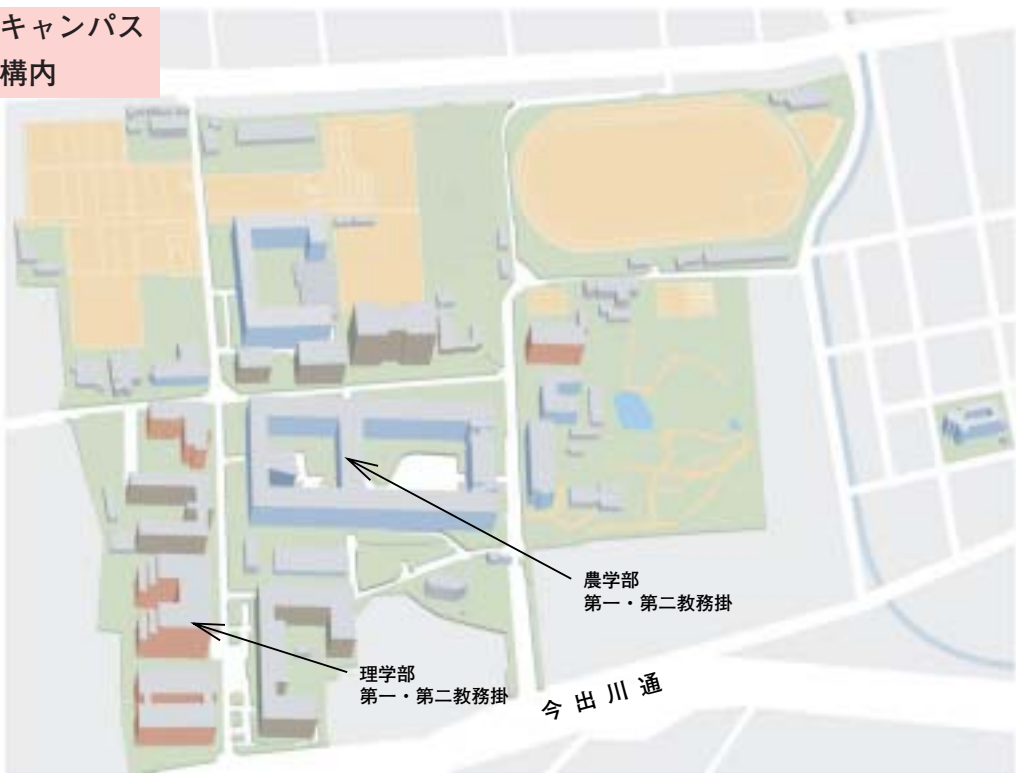 キャンパス
構内
農学部
第一・第二教務掛
理学部
第一・第二教務掛
今出川通